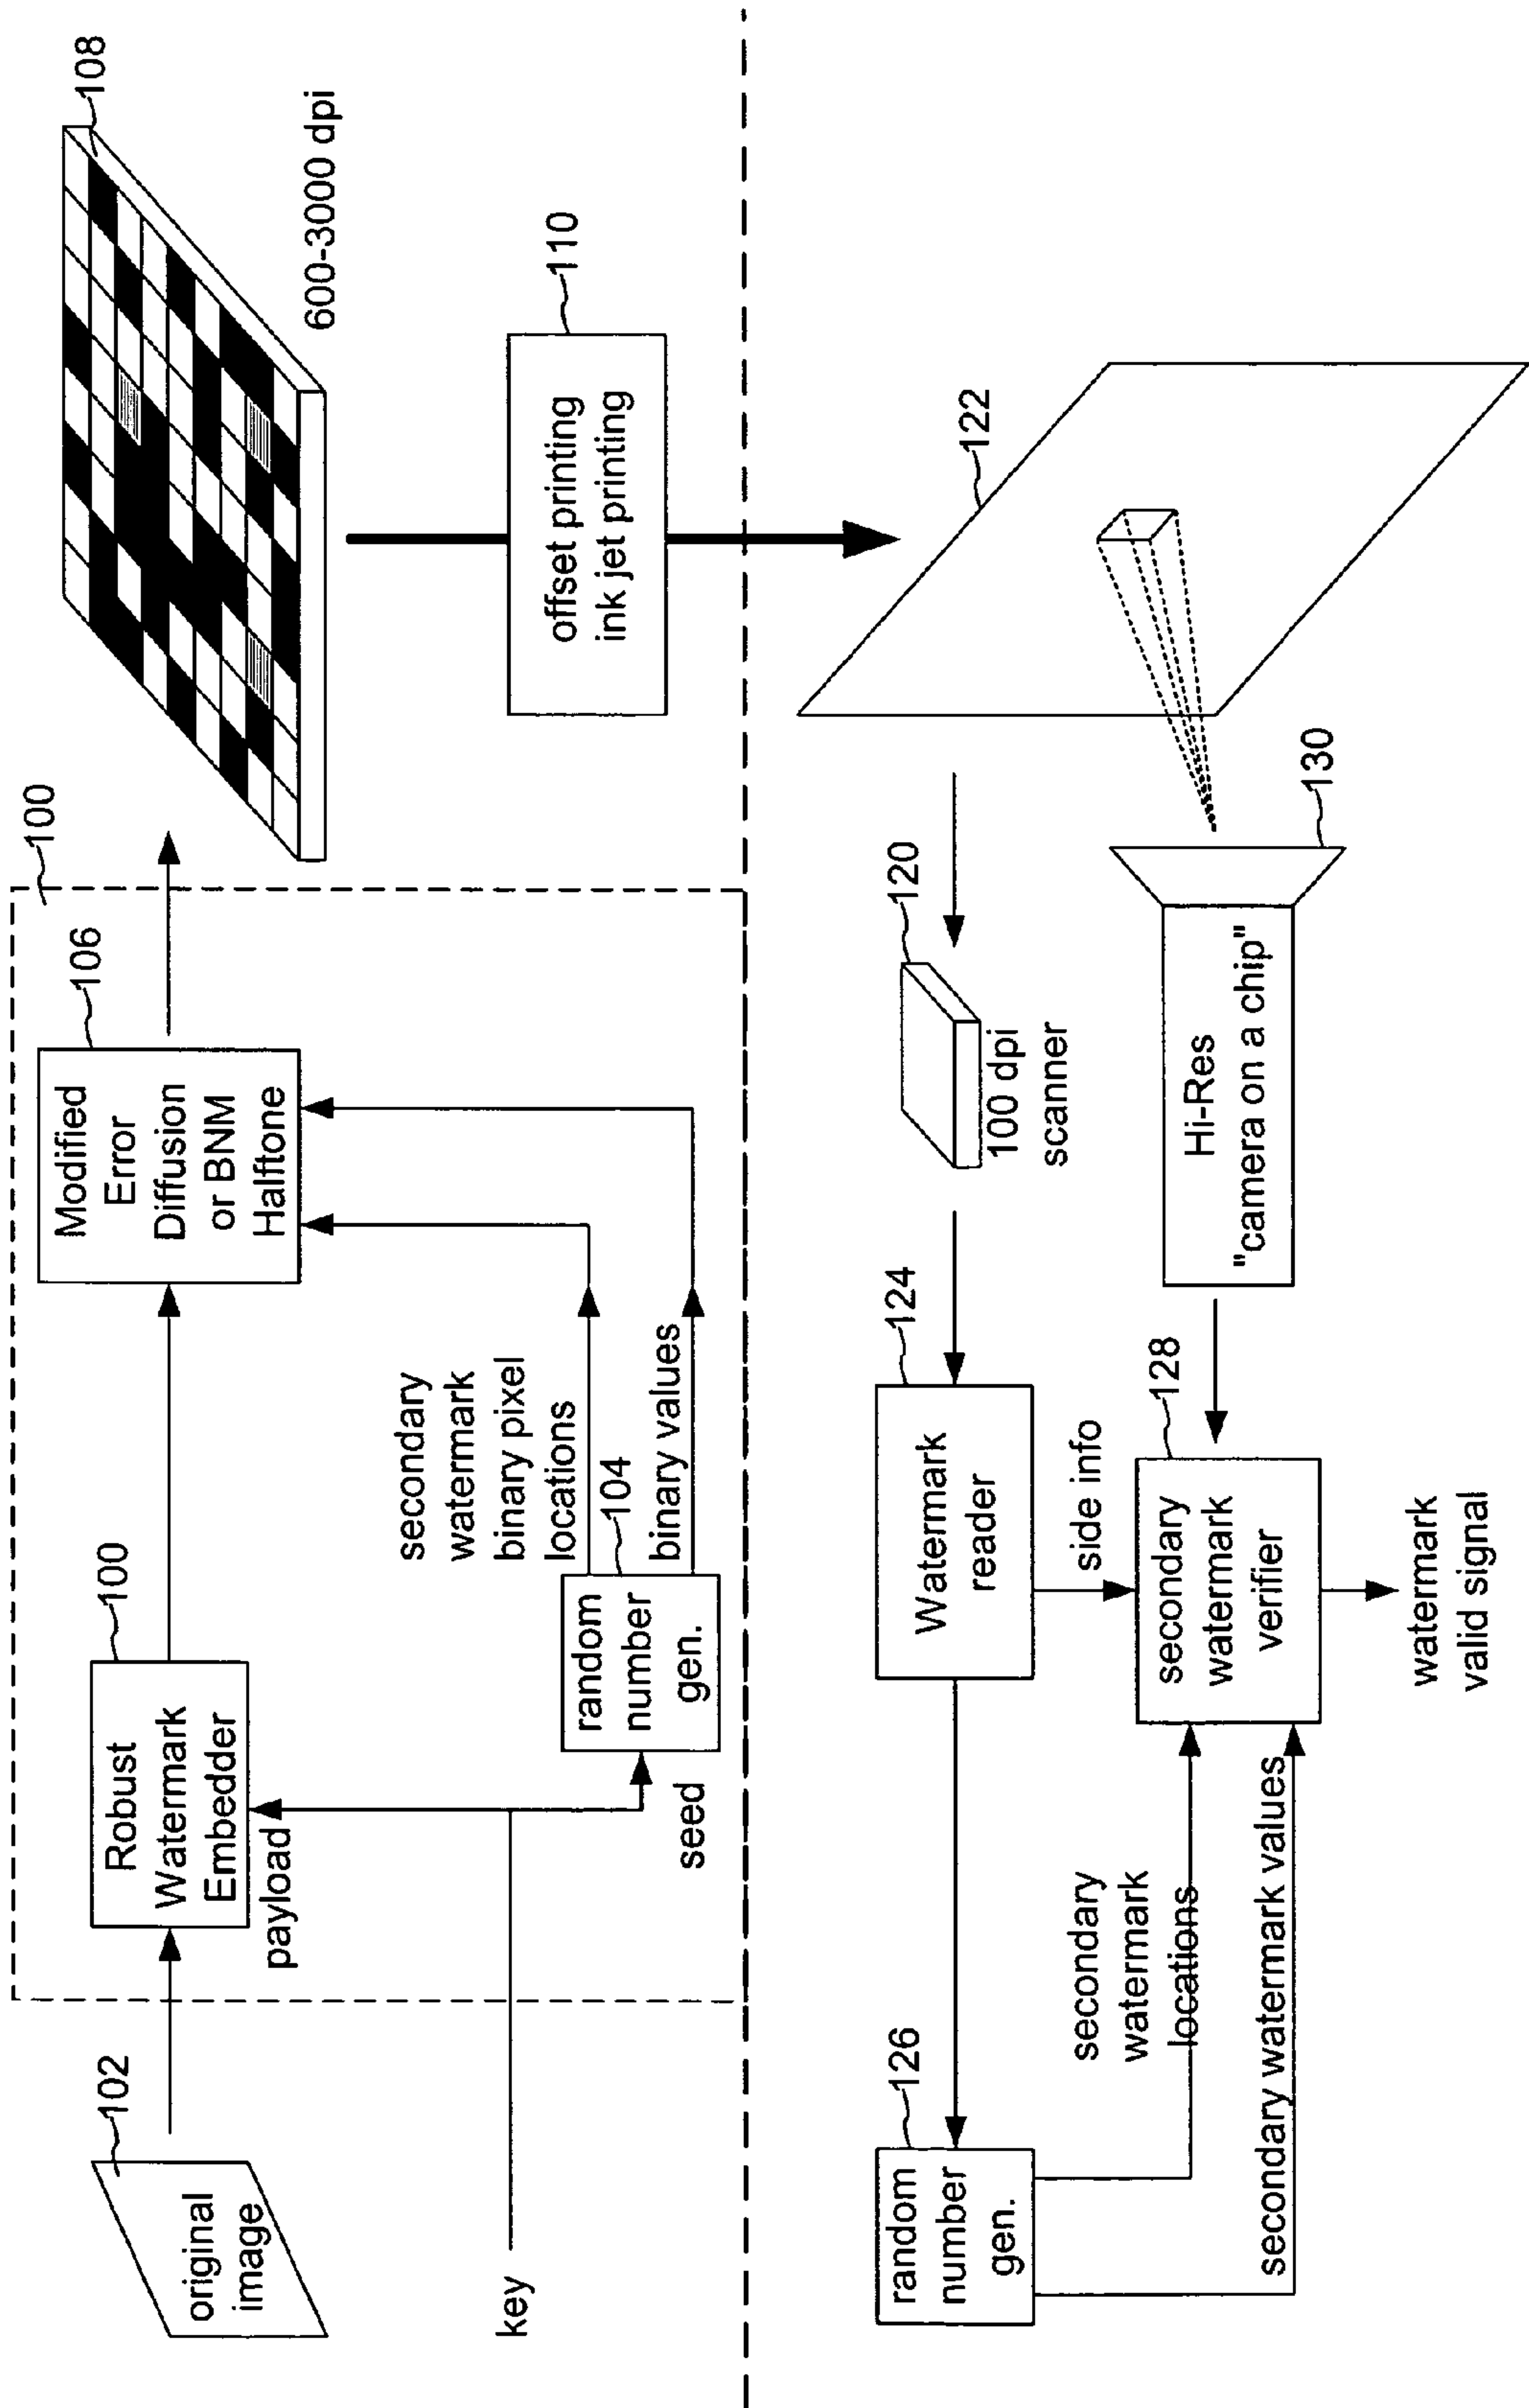 original
image
102
key
Robust
Watermark
Embedder
100
payload
seed
random
number
gen.
104
secondary
watermark
binary pixel
locations
binary values
Modified
Error
Diffusion
or BNM
Halftone
106
100
108
600-3000 dpi
offset printing
ink jet printing
110
122
120
100 dpi
scanner
Hi-Res
"camera on a chip"
130
Watermark
reader
124
side info
secondary
watermark
verifier
128
watermark
valid signal
random
number
gen.
126
secondary
watermark
locations
secondary watermark values